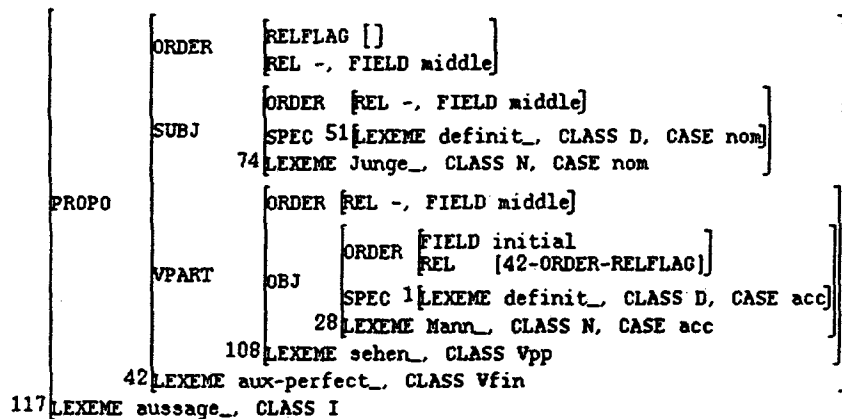 ORDER RELFLAG []
REL -, FIELD middle
ORDER [REL -, FIELD middle]
SUBJ SPEC 51[LEXEME definit_, CLASS D, CASE nom]
74 LEXEME Junge_, CLASS N, CASE nom
PROPO ORDER [REL -, FIELD middle]
ORDER FIELD initial
REL [42-ORDER-RELFLAG]
VPART OBJ
SPEC 1[LEXEME definit_, CLASS D, CASE acc]
28 LEXEME Mann_, CLASS N, CASE acc
108 LEXEME sehen_, CLASS Vpp
42 LEXEME aux-perfect_, CLASS Vfin
117 LEXEME aussage_, CLASS I